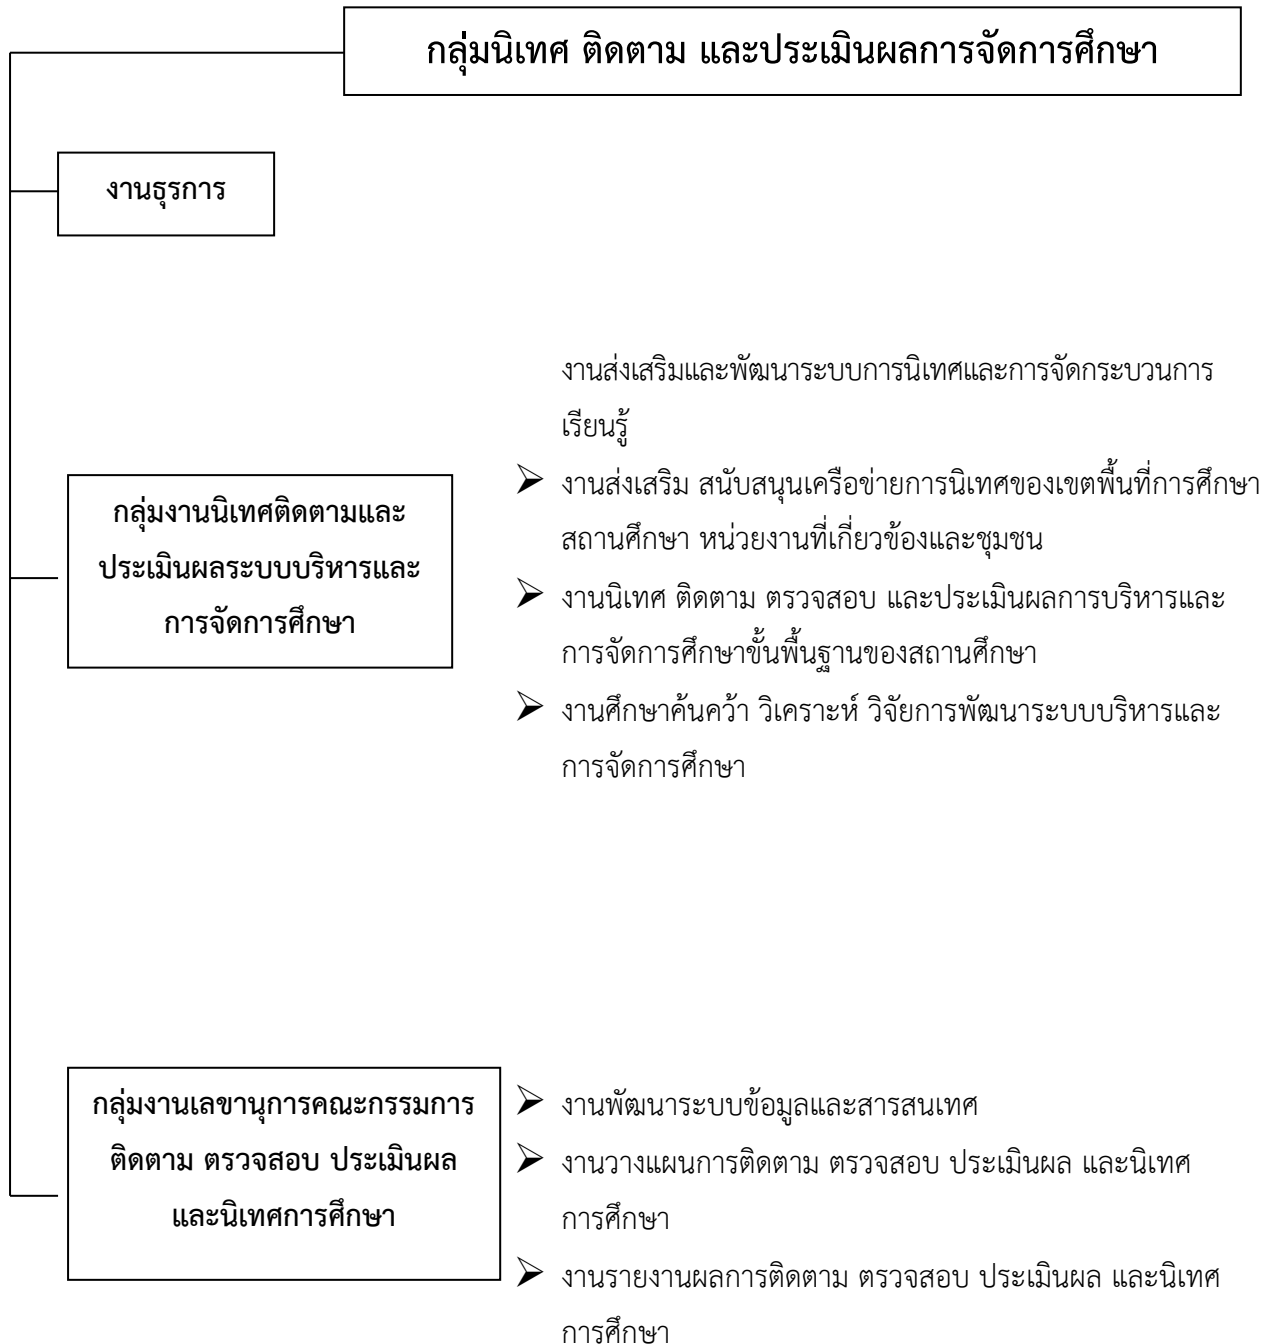 กลุ่มนิเทศ ติดตาม และประเมินผลการจัดการศึกษา
งานธุรการ
กลุ่มงานนิเทศติดตามและ
ประเมินผลระบบบริหารและ
การจัดการศึกษา
งานส่งเสริมและพัฒนาระบบการนิเทศและการจัดกระบวนการ
เรียนรู้
➢ งานส่งเสริม สนับสนุนเครือข่ายการนิเทศของเขตพื้นที่การศึกษา
สถานศึกษา หน่วยงานที่เกี่ยวข้องและชุมชน
➢ งานนิเทศ ติดตาม ตรวจสอบ และประเมินผลการบริหารและ
การจัดการศึกษาขั้นพื้นฐานของสถานศึกษา
➢ งานศึกษาค้นคว้า วิเคราะห์ วิจัยการพัฒนาระบบบริหารและ
การจัดการศึกษา
กลุ่มงานเลขานุการคณะกรรมการ
ติดตาม ตรวจสอบ ประเมินผล
และนิเทศการศึกษา
➢ งานพัฒนาระบบข้อมูลและสารสนเทศ
➢ งานวางแผนการติดตาม ตรวจสอบ ประเมินผล และนิเทศ
การศึกษา
➢ งานรายงานผลการติดตาม ตรวจสอบ ประเมินผล และนิเทศ
การศึกษา